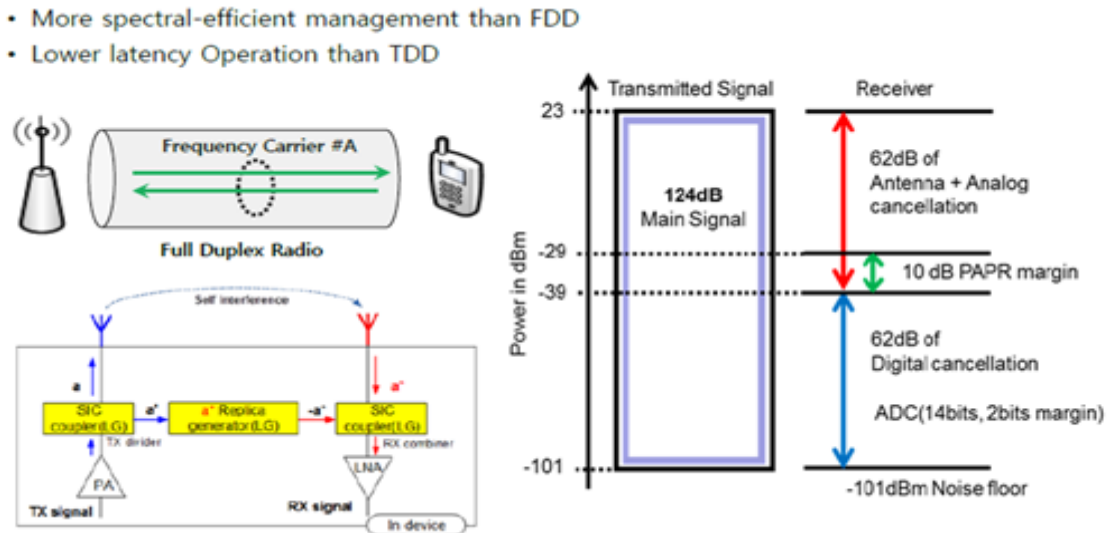 • More spectral-efficient management than FDD
• Lower latency Operation than TDD
Frequency Carrier #A
Full Duplex Radio
Self interference
a
a*
SIC
coupler(LG)
a* Replica
generator(LG)
-a*
SIC
coupler(LG)
TX divider
RX combiner
PA
LNA
TX signal
RX signal
In device
Power in dBm
Transmitted Signal
Receiver
23
-29
-39
-101
124dB
Main Signal
62dB of
Antenna + Analog
cancellation
10 dB PAPR margin
62dB of
Digital cancellation
ADC(14bits, 2bits margin)
-101dBm Noise floor